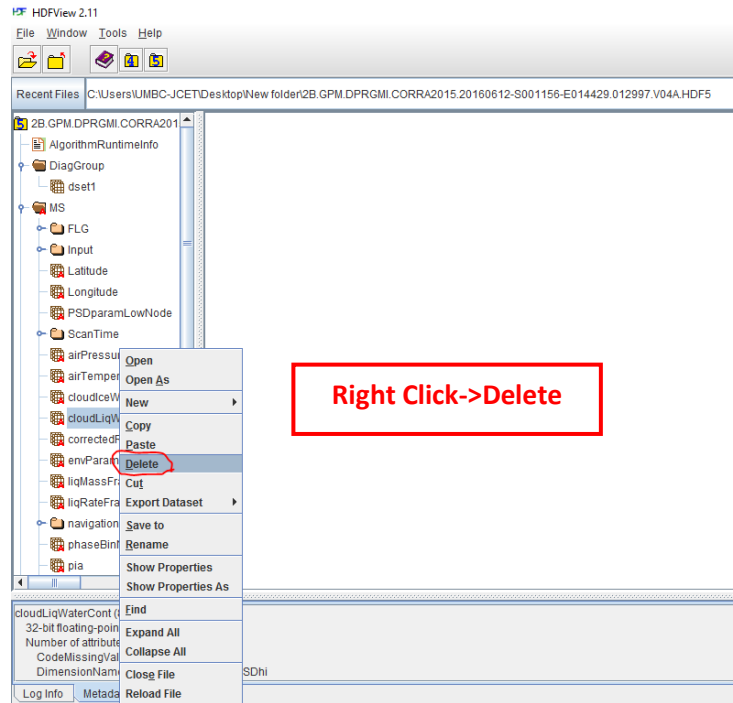 HDFView 2.11
File Window Tools Help
Recent Files C:\Users\UMBC-JCET\Desktop\New folder\2B.GPM.DPRGMI.CORRA2015.20160612-S001156-E014429.012997.V04A.HDF5
2B.GPM.DPRGMI.CORRA201
AlgorithmRuntimeInfo
DiagGroup
dset1
MS
FLG
Input
Latitude
Longitude
PSDparamLowNode
ScanTime
airPressu
airTemper
cloudIceW
cloudLiqW
correctedR
envParam
liqMassFra
liqRateFra
navigation
phaseBinN
pia
Open
Open As
New
Copy
Paste
Delete
Cut
Export Dataset
Save to
Rename
Show Properties
Show Properties As
Find
Expand All
Collapse All
Close File
Reload File
Right Click->Delete
cloudLiqWaterCont (
32-bit floating-poin
Number of attribute
CodeMissingVal
DimensionName SDhi
Log Info Metada